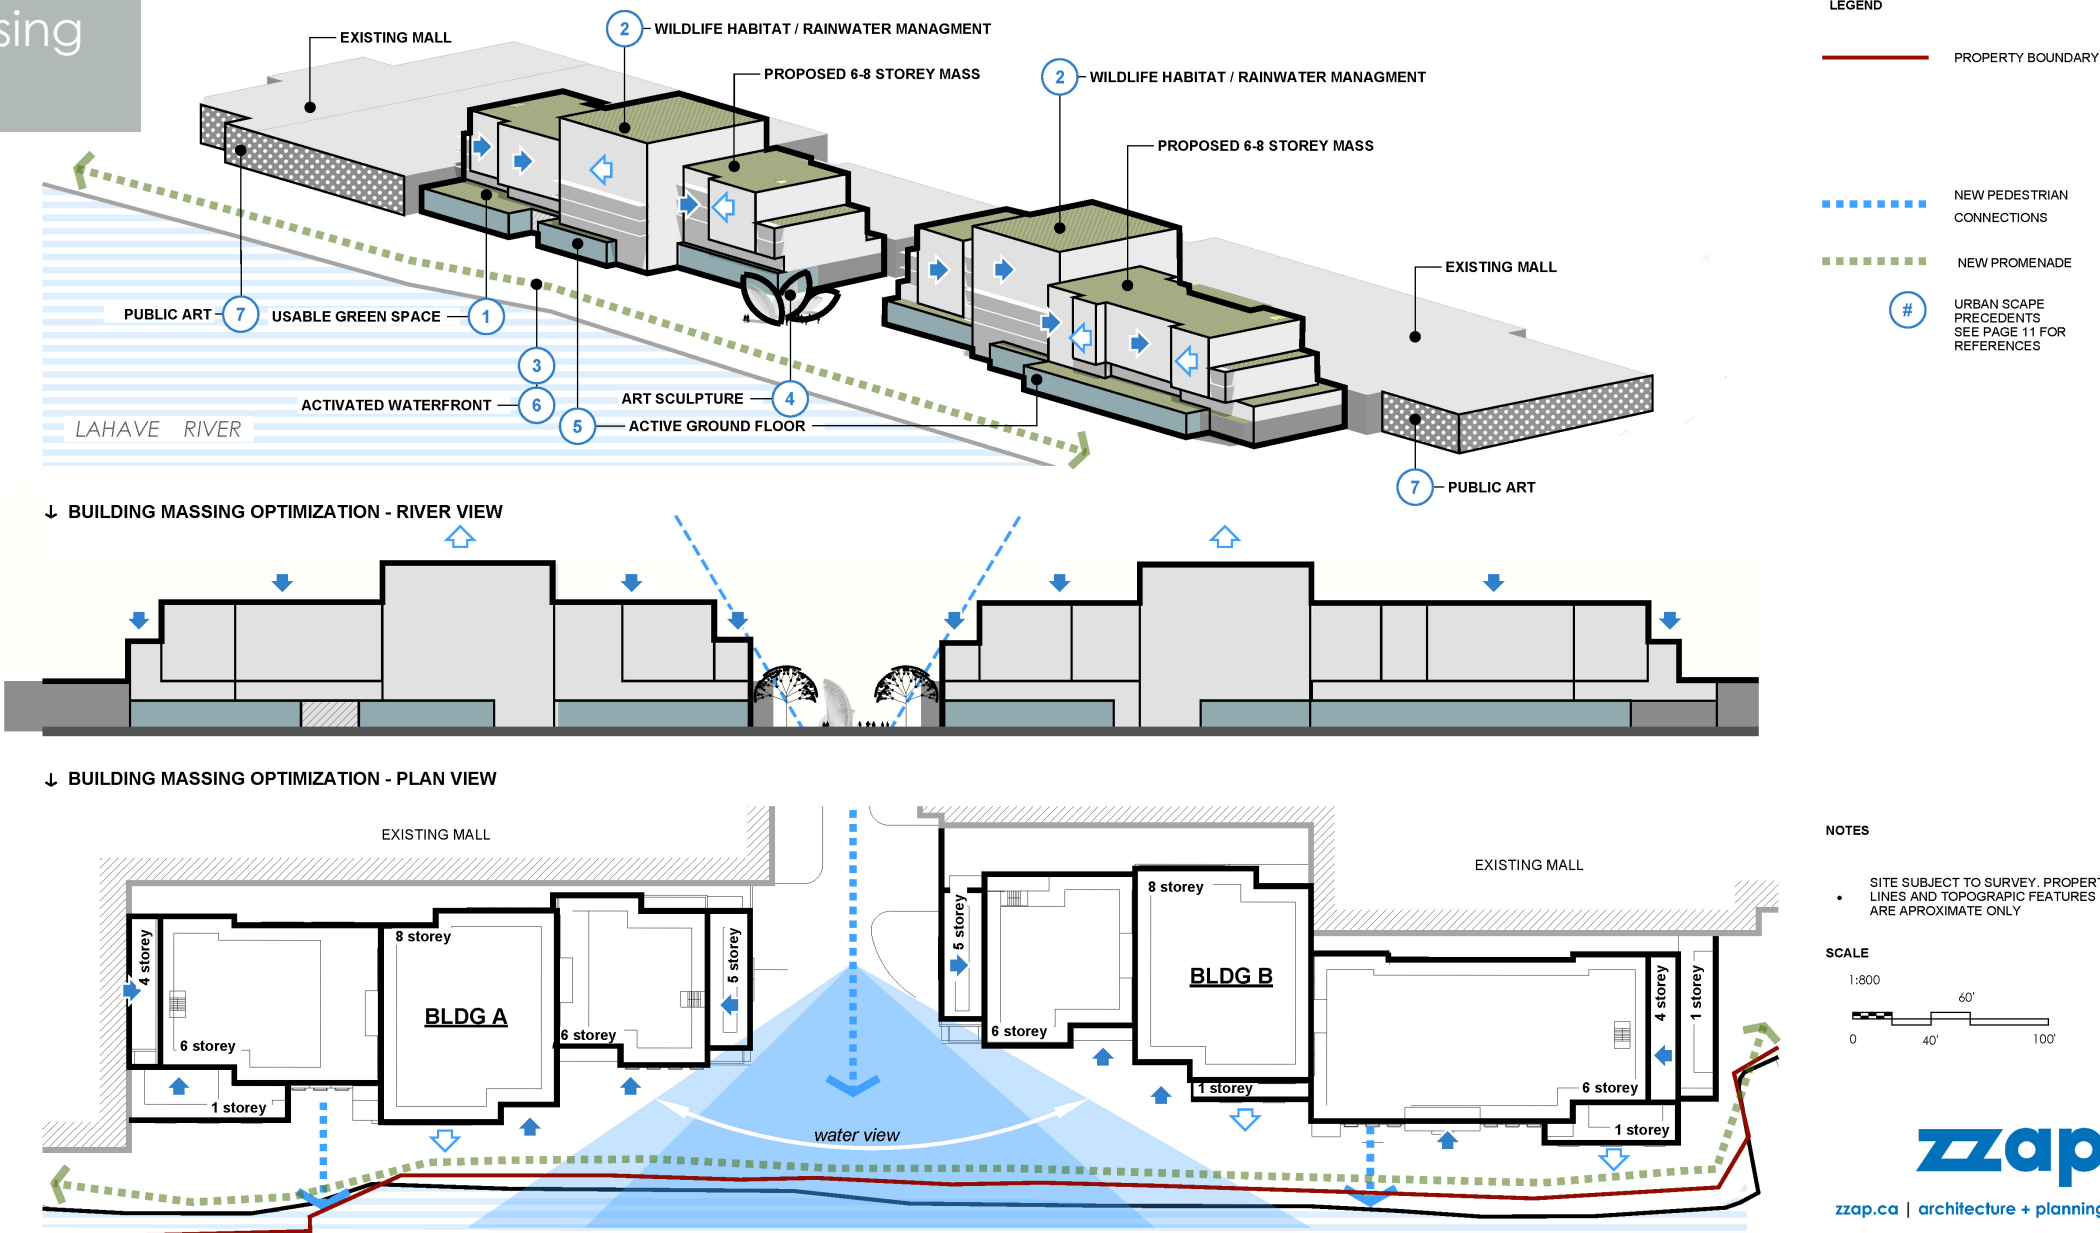 sing
EXISTING MALL
2 WILDLIFE HABITAT / RAINWATER MANAGMENT
PROPOSED 6-8 STOREY MASS
2 WILDLIFE HABITAT / RAINWATER MANAGMENT
PROPOSED 6-8 STOREY MASS
EXISTING MALL
PUBLIC ART 7
USABLE GREEN SPACE 1
3
ACTIVATED WATERFRONT 6
ART SCULPTURE 4
5 ACTIVE GROUND FLOOR
LAHAVE RIVER
7 PUBLIC ART
LEGEND
PROPERTY BOUNDARY
NEW PEDESTRIAN
CONNECTIONS
NEW PROMENADE
# URBAN SCAPE
PRECEDENTS
SEE PAGE 11 FOR
REFERENCES
↓ BUILDING MASSING OPTIMIZATION - RIVER VIEW
↓ BUILDING MASSING OPTIMIZATION - PLAN VIEW
EXISTING MALL
EXISTING MALL
4 storey
6 storey
1 storey
8 storey
BLDG A
6 storey
5 storey
water view
5 storey
6 storey
8 storey
BLDG B
1 storey
6 storey
4 storey
1 storey
1 storey
NOTES
• SITE SUBJECT TO SURVEY. PROPERT
LINES AND TOPOGRAPIC FEATURES
ARE APROXIMATE ONLY
SCALE
1:800
60'
0 40' 100'
zzap
zzap.ca | architecture + planning